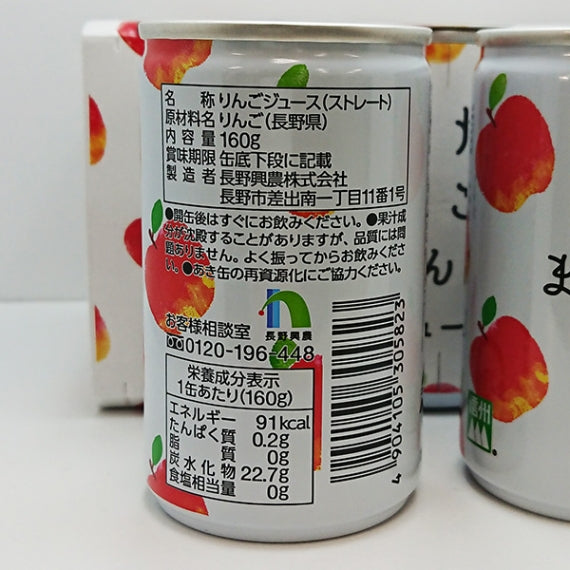 名称 りんごジュース(ストレート)
原材料名 りんご(長野県)
内容量 160g
賞味期限 缶底下段に記載
製造者 長野興農株式会社
長野市差出南一丁目11番1号
●開缶後はすぐにお飲みください。●果汁成
分が沈殿することがありますが、品質には問
題ありません。よく振ってからお飲みくださ
い。●あき缶の再資源化にご協力ください。
お客様相談室
長野興農
0120-196-448
栄養成分表示
1缶あたり(160g)
エネルギー 91kcal
たんぱく質 0.2g
脂質 0g
炭水化物 22.7g
食塩相当量 0g
4 904105 305823
信州